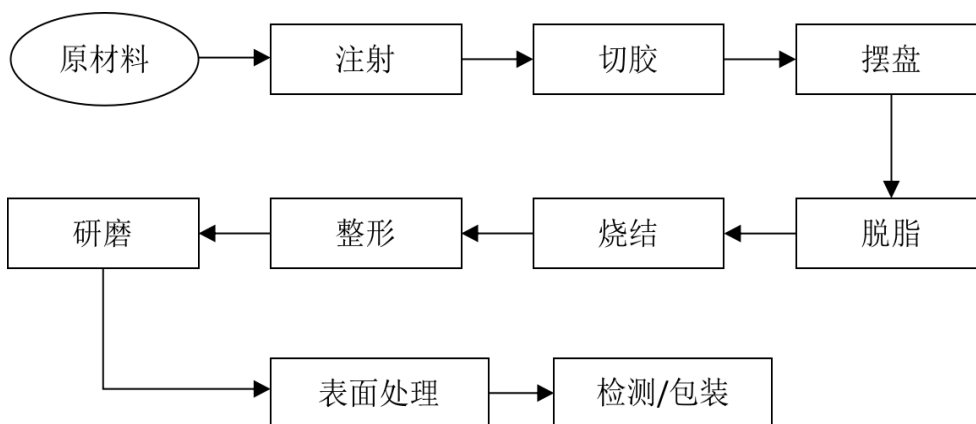 原材料
注射
切胶
摆盘
脱脂
烧结
整形
研磨
表面处理
检测/包装